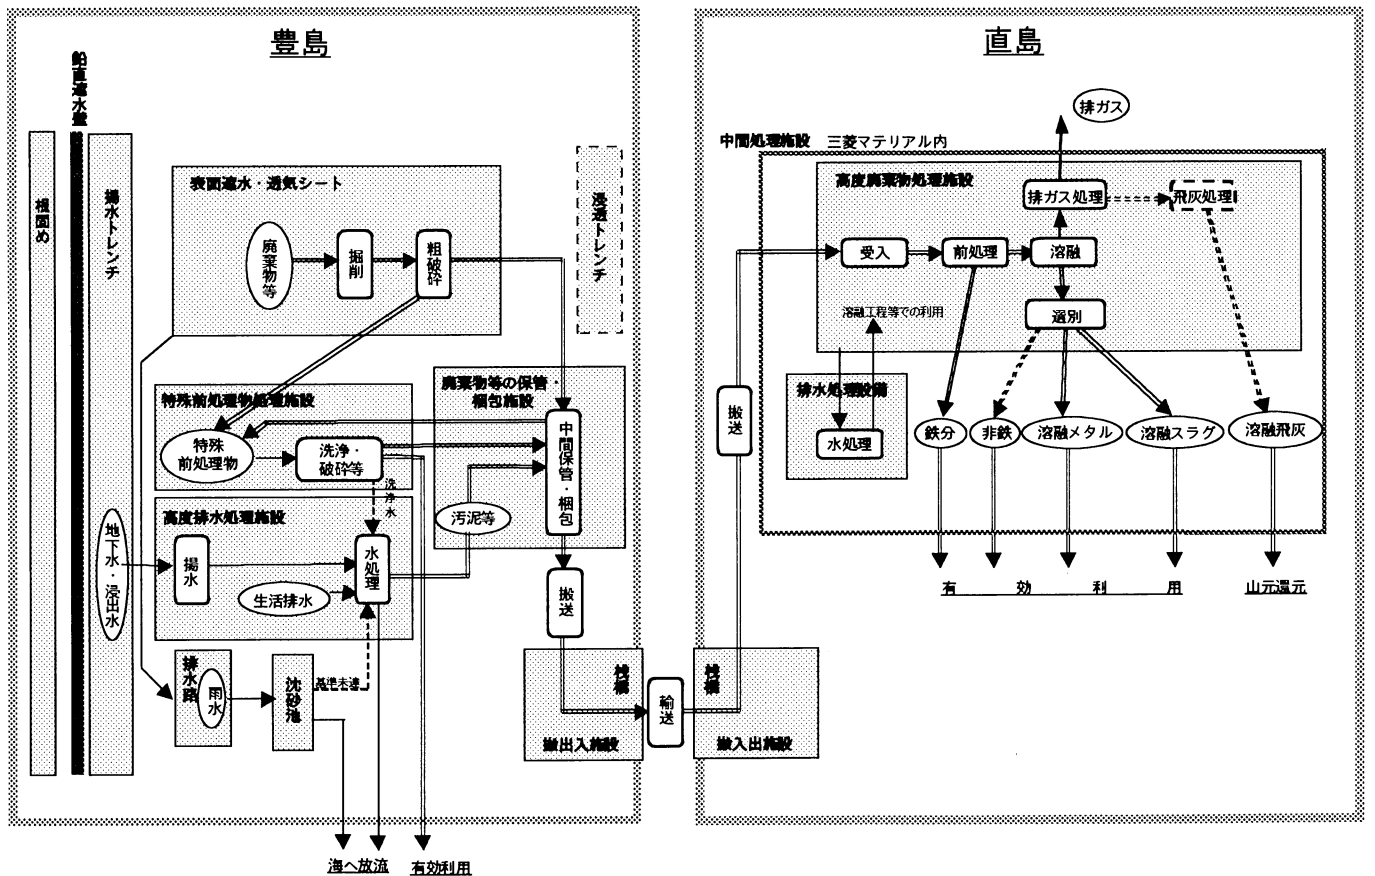 豊島
鉛直遮水壁
根固め
揚水トレンチ
表面遮水・透気シート
廃棄物等
掘削
粗破砕
浸透トレンチ
特殊前処理物処理施設
特殊
前処理物
洗浄・
破砕等
洗浄水
廃棄物等の保管・
梱包施設
中間保管・梱包
汚泥等
高度排水処理施設
地下水・浸出水
揚水
生活排水
水処理
搬送
排水路
雨水
沈砂池
基準未達
桟橋
搬出入施設
輸送
海へ放流
有効利用
直島
排ガス
中間処理施設 三菱マテリアル内
高度廃棄物処理施設
排ガス処理
飛灰処理
受入
前処理
溶融
選別
溶融工程等での利用
排水処理設備
水処理
搬送
鉄分
非鉄
溶融メタル
溶融スラグ
溶融飛灰
有効利用
山元還元
桟橋
搬入出施設